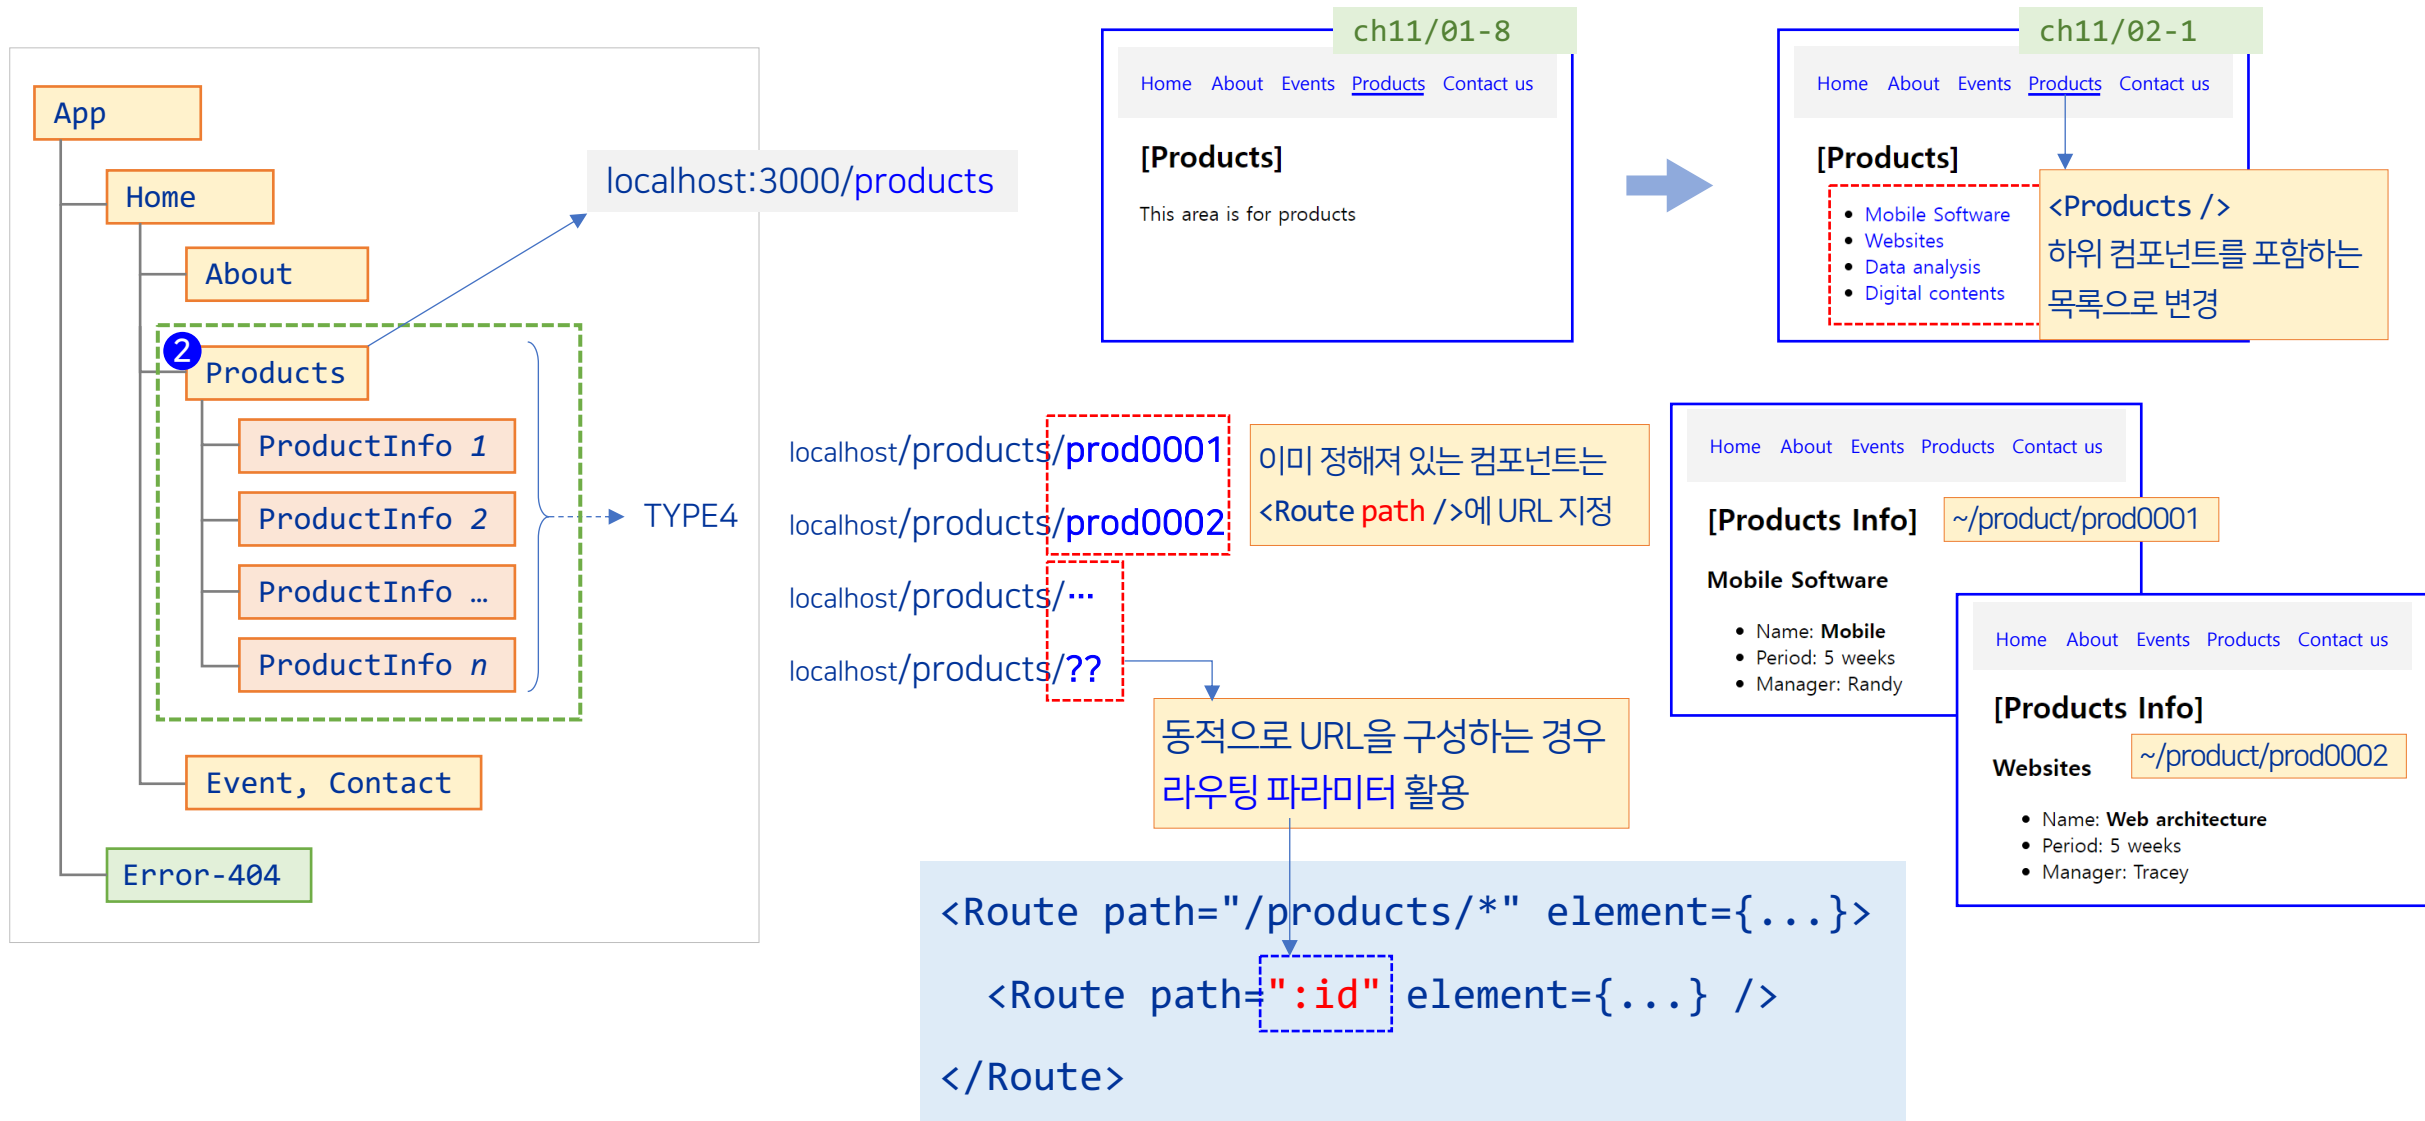 App
Home
About
2
Products
ProductInfo 1
ProductInfo 2
ProductInfo …
ProductInfo n
Event, Contact
Error-404
TYPE4
localhost:3000/products
ch11/01-8
Home About Events Products Contact us
[Products]
This area is for products
ch11/02-1
Home About Events Products Contact us
[Products]
Mobile Software
Websites
Data analysis
Digital contents
<Products />
하위 컴포넌트를 포함하는
목록으로 변경
localhost/products/prod0001
localhost/products/prod0002
localhost/products/…
localhost/products/??
이미 정해져 있는 컴포넌트는
<Route path />에 URL 지정
동적으로 URL을 구성하는 경우
라우팅 파라미터 활용
Home About Events Products Contact us
[Products Info]
~/product/prod0001
Mobile Software
Name: Mobile
Period: 5 weeks
Manager: Randy
Home About Events Products Contact us
[Products Info]
~/product/prod0002
Websites
Name: Web architecture
Period: 5 weeks
Manager: Tracey
<Route path="/products/*" element={...}>
<Route path=":id" element={...} />
</Route>